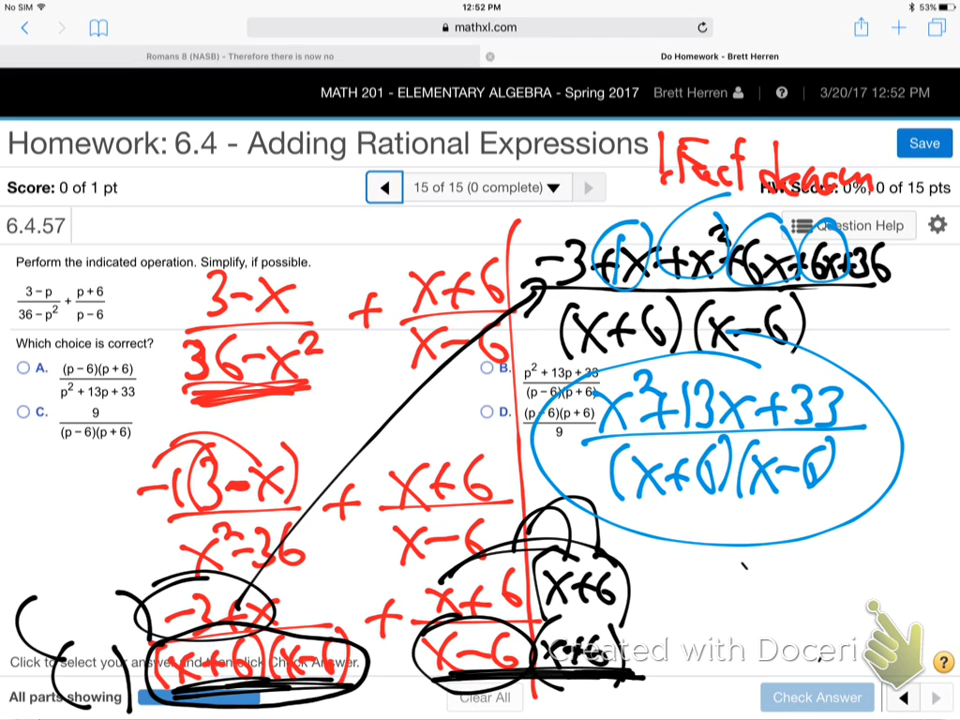 No SIM 12:52 PM 53%
mathxl.com
Romans 8 (NASB) - Therefore there is now no
Do Homework - Brett Herren
MATH 201 - ELEMENTARY ALGEBRA - Spring 2017 Brett Herren ? 3/20/17 12:52 PM
Homework: 6.4 - Adding Rational Expressions
Save
1. Fact
Score: 0 of 1 pt
15 of 15 (0 complete)
HW Score: 0%, 0 of 15 pts
6.4.57
Question Help
Perform the indicated operation. Simplify, if possible.
3 - p / 36 - p² + p + 6 / p - 6
Which choice is correct?
A. (p - 6)(p + 6) / p² + 13p + 33
B. p² + 13p + 33 / (p - 6)(p + 6)
C. 9 / (p - 6)(p + 6)
D. (p - 6)(p + 6) / 9
3-x / 36-x² + x+6 / x-6
-1(3-x) / x²-36 + x+6 / x-6
-3+x / (x+6)(x-6) + x+6 / x-6 x+6 / x+6
-3+x+x²+6x+6x+36 / (x+6)(x-6)
x²+13x+33 / (x+6)(x-6)
Created with Doceri
Click to select your answer and then click Check Answer.
All parts showing
Clear All
Check Answer
?